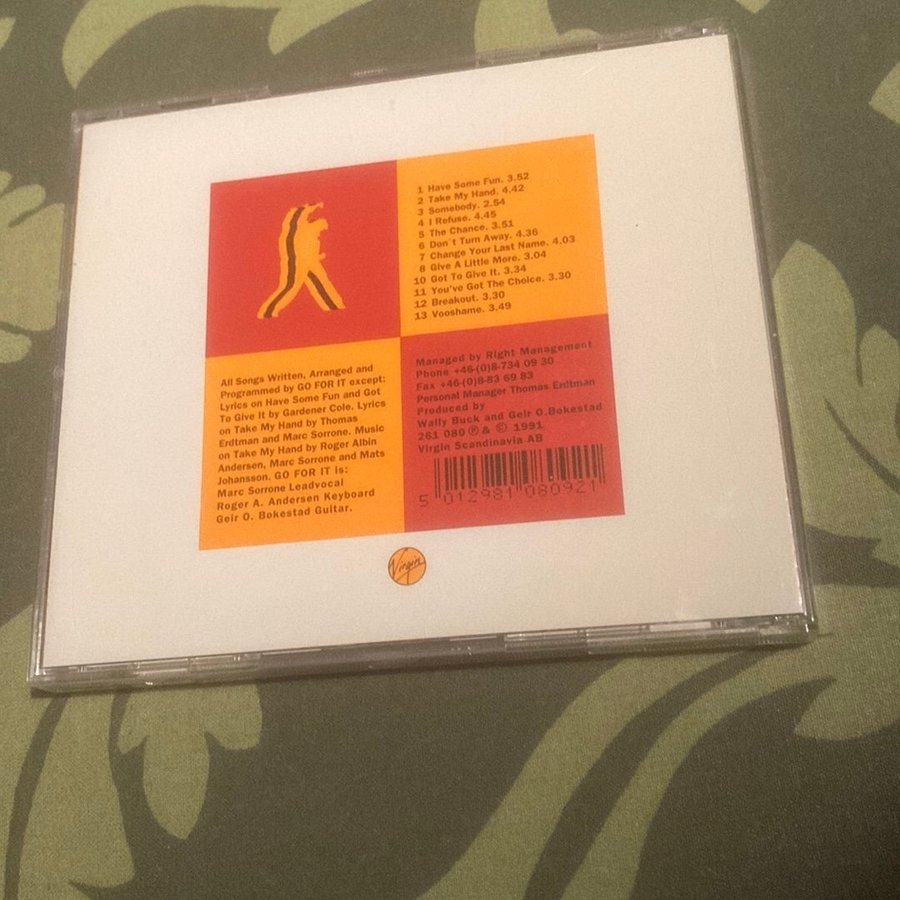 1 Have Some Fun. 3.52
2 Take My Hand. 4.42
3 Somebody. 2.54
4 I Refuse. 4.45
5 The Chance. 3.51
6 Don´t Turn Away. 4.36
7 Change Your Last Name. 4.03
8 Give A Little More. 3.04
10 Got To Give It. 3.34
11 You've Got The Choice. 3.30
12 Breakout. 3.30
13 Vooshame. 3.49
All Songs Written, Arranged and
Programmed by GO FOR IT except:
Lyrics on Have Some Fun and Got
To Give It by Gardener Cole. Lyrics
on Take My Hand by Thomas
Erdtman and Marc Sorrone. Music
on Take My Hand by Roger Albin
Andersen, Marc Sorrone and Mats
Johansson. GO FOR IT Is:
Marc Sorrone Leadvocal
Roger A. Andersen Keyboard
Geir O. Bokestad Guitar.
Managed by Right Management
Phone +46-(0)8-734 09 30
Fax +46-(0)8-83 69 83
Personal Manager Thomas Erdtman
Produced by
Wally Buck and Geir O.Bokestad
261 080 ℗ & © 1991
Virgin Scandinavia AB
5 012981 080921
Virgin